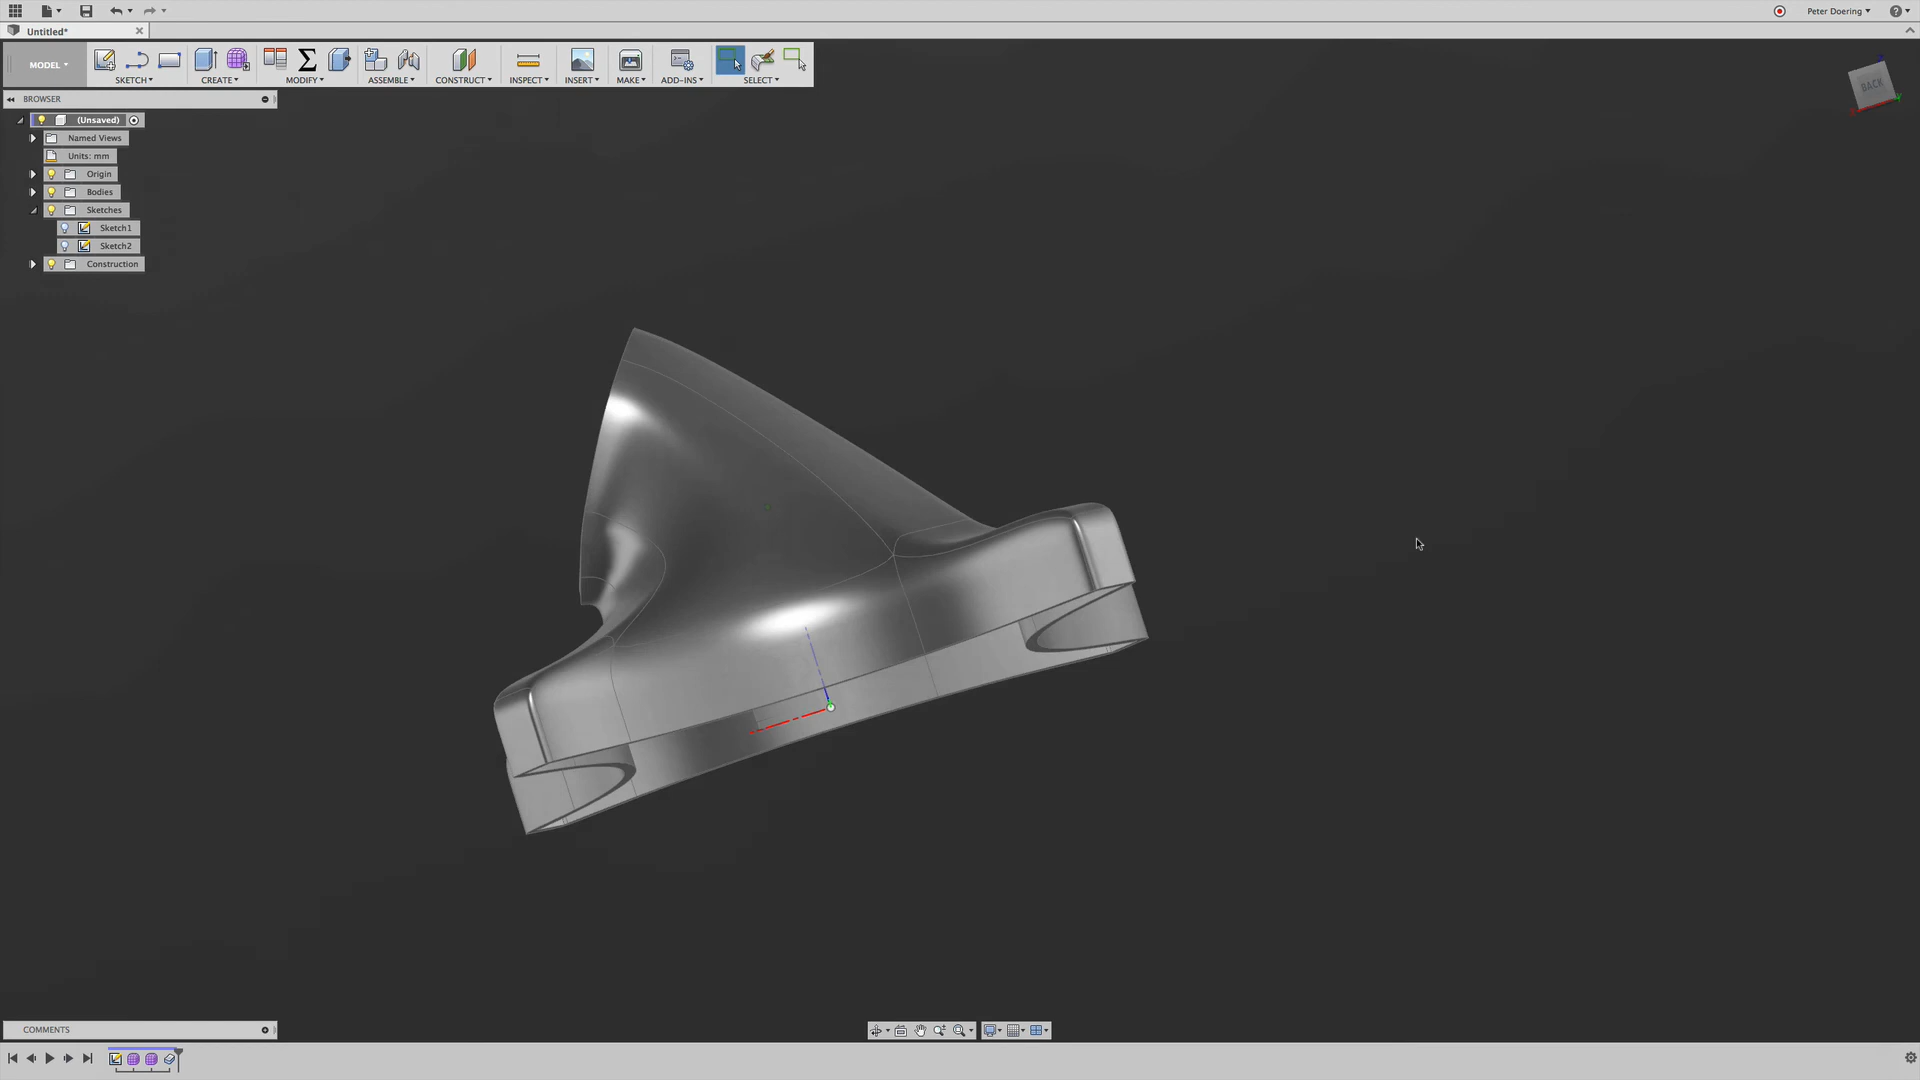 Peter Doering
Untitled*
MODEL
SKETCH
CREATE
MODIFY
ASSEMBLE
CONSTRUCT
INSPECT
INSERT
MAKE
ADD-INS
SELECT
BACK
BROWSER
(Unsaved)
Named Views
Units: mm
Origin
Bodies
Sketches
Sketch1
Sketch2
Construction
COMMENTS